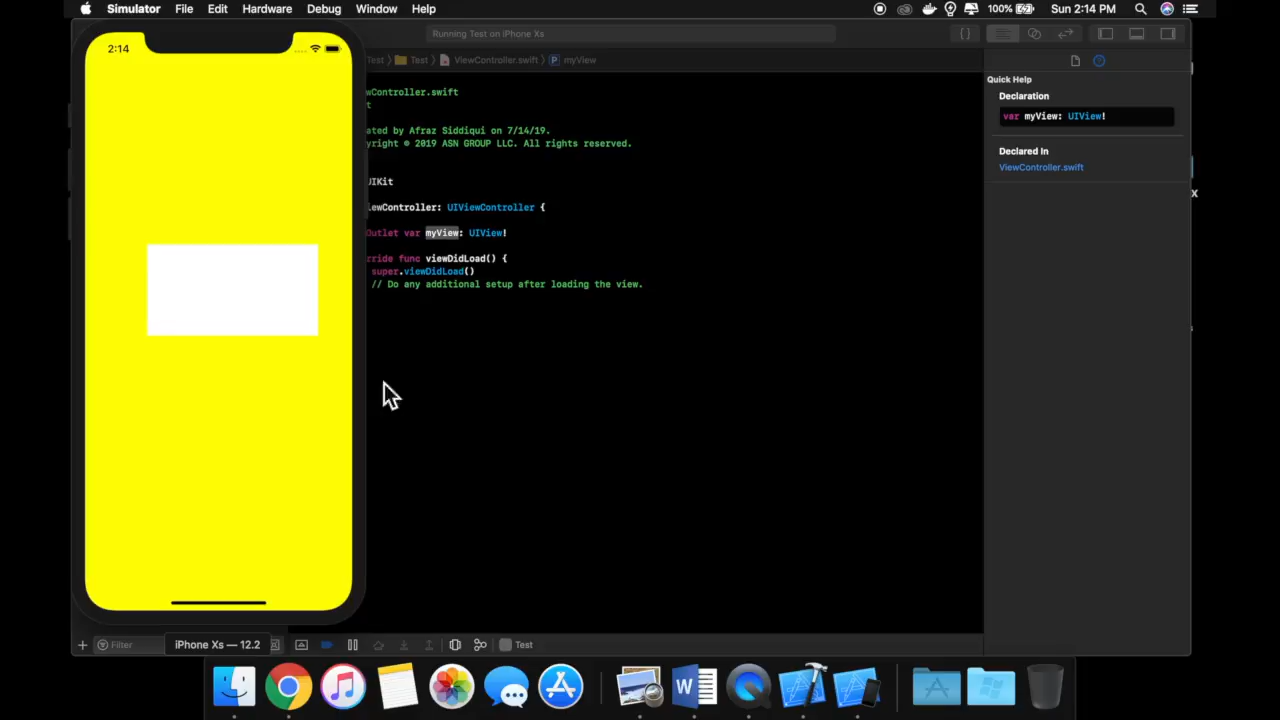 Simulator File Edit Hardware Debug Window Help 100% Sun 2:14 PM
Running Test on iPhone Xs
2:14
Test Test ViewController.swift P myView
Quick Help
Declaration
var myView: UIView!
Declared In
ViewController.swift
wController.swift
t
ated by Afraz Siddiqui on 7/14/19.
yright © 2019 ASN GROUP LLC. All rights reserved.
UIKit
ewController: UIViewController {
Outlet var myView: UIView!
rride func viewDidLoad() {
super.viewDidLoad()
// Do any additional setup after loading the view.
X
Filter
iPhone Xs — 12.2
Test